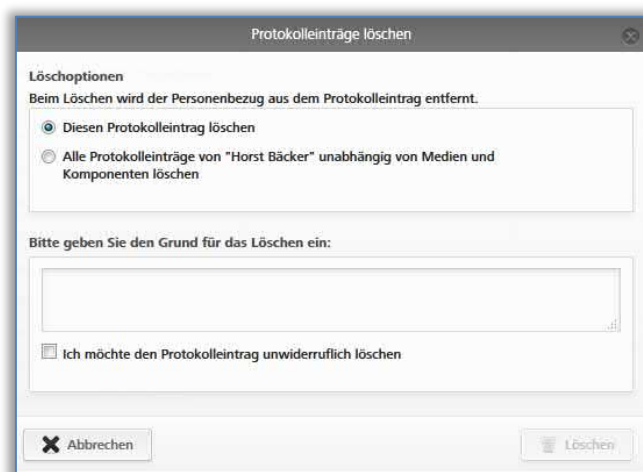 Protokolleinträge löschen
Löschoptionen
Beim Löschen wird der Personenbezug aus dem Protokolleintrag entfernt.
Diesen Protokolleintrag löschen
Alle Protokolleinträge von "Horst Bäcker" unabhängig von Medien und
Komponenten löschen
Bitte geben Sie den Grund für das Löschen ein:
Ich möchte den Protokolleintrag unwiderruflich löschen
Abbrechen
Löschen